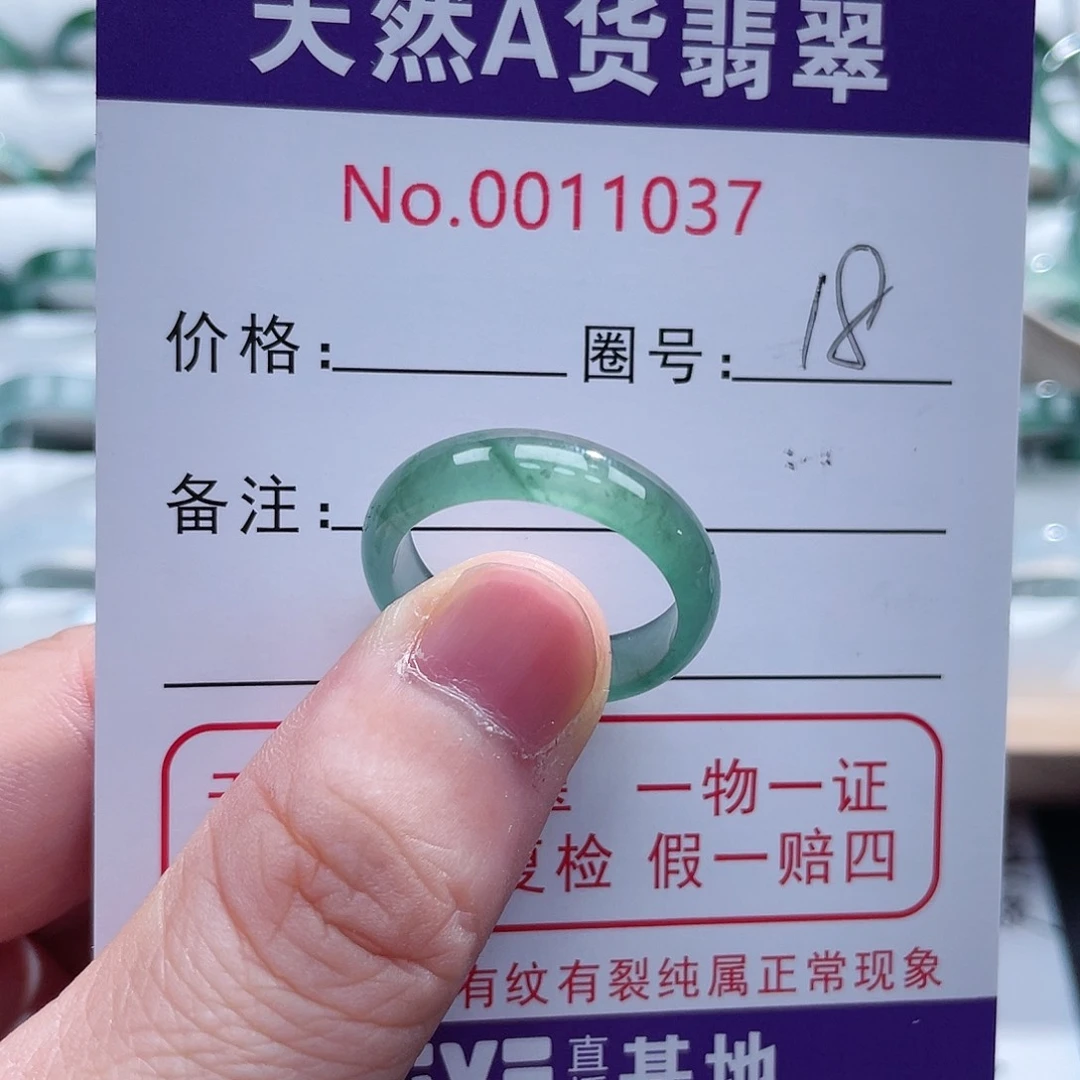 天然A货翡翠
No.0011037
价格: 圈号: 18
备注:
一物一证
复检 假一赔四
有纹有裂纯属正常现象
基地